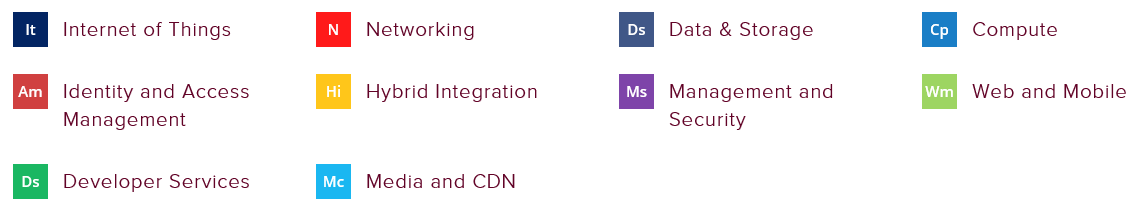 It Internet of Things
N Networking
Ds Data & Storage
Cp Compute
Am Identity and Access
Management
Hi Hybrid Integration
Ms Management and
Security
Wm Web and Mobile
Ds Developer Services
Mc Media and CDN